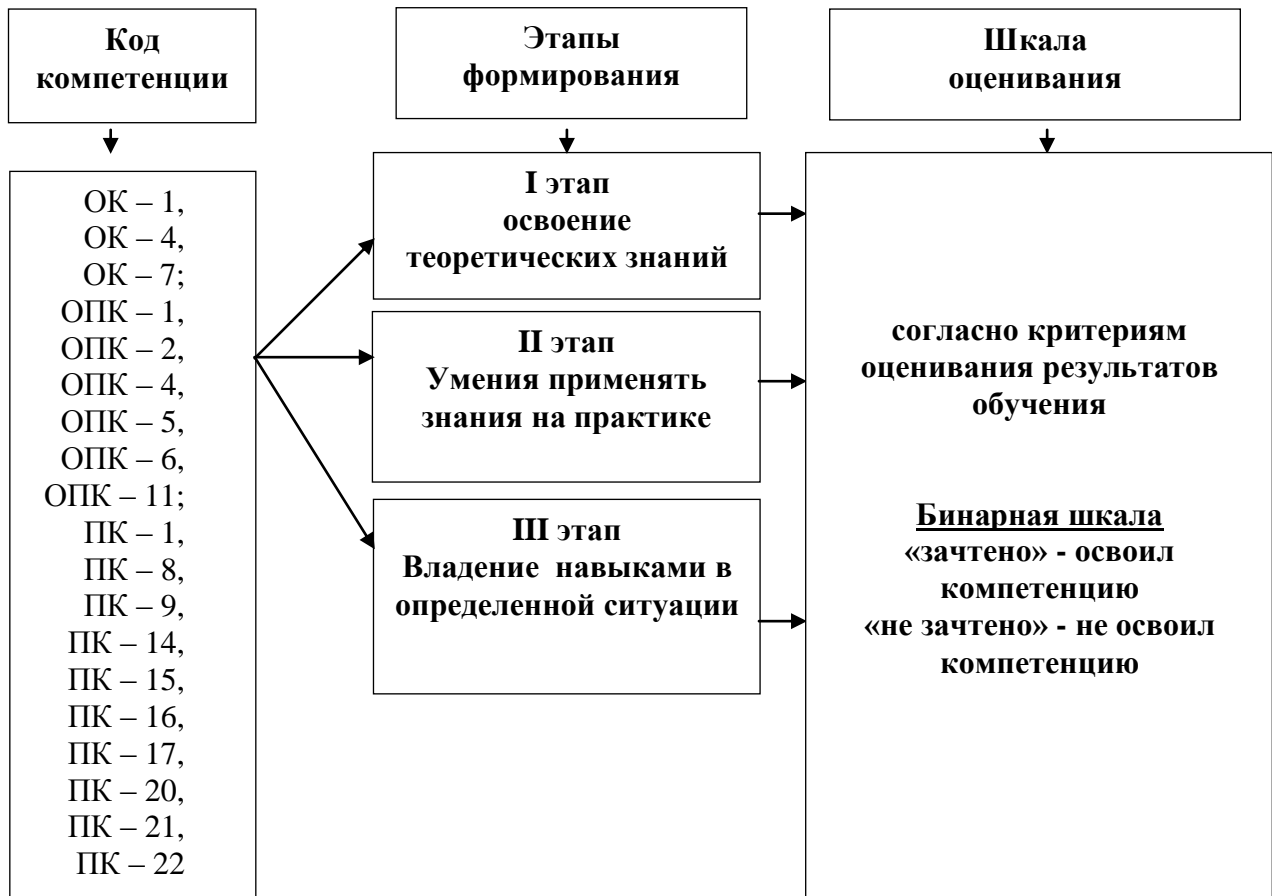 Код
компетенции
Этапы
формирования
Шкала
оценивания
ОК – 1,
ОК – 4,
ОК – 7;
ОПК – 1,
ОПК – 2,
ОПК – 4,
ОПК – 5,
ОПК – 6,
ОПК – 11;
ПК – 1,
ПК – 8,
ПК – 9,
ПК – 14,
ПК – 15,
ПК – 16,
ПК – 17,
ПК – 20,
ПК – 21,
ПК – 22
I этап
освоение
теоретических знаний
II этап
Умения применять
знания на практике
III этап
Владение навыками в
определенной ситуации
согласно критериям
оценивания результатов
обучения
Бинарная шкала
«зачтено» - освоил
компетенцию
«не зачтено» - не освоил
компетенцию